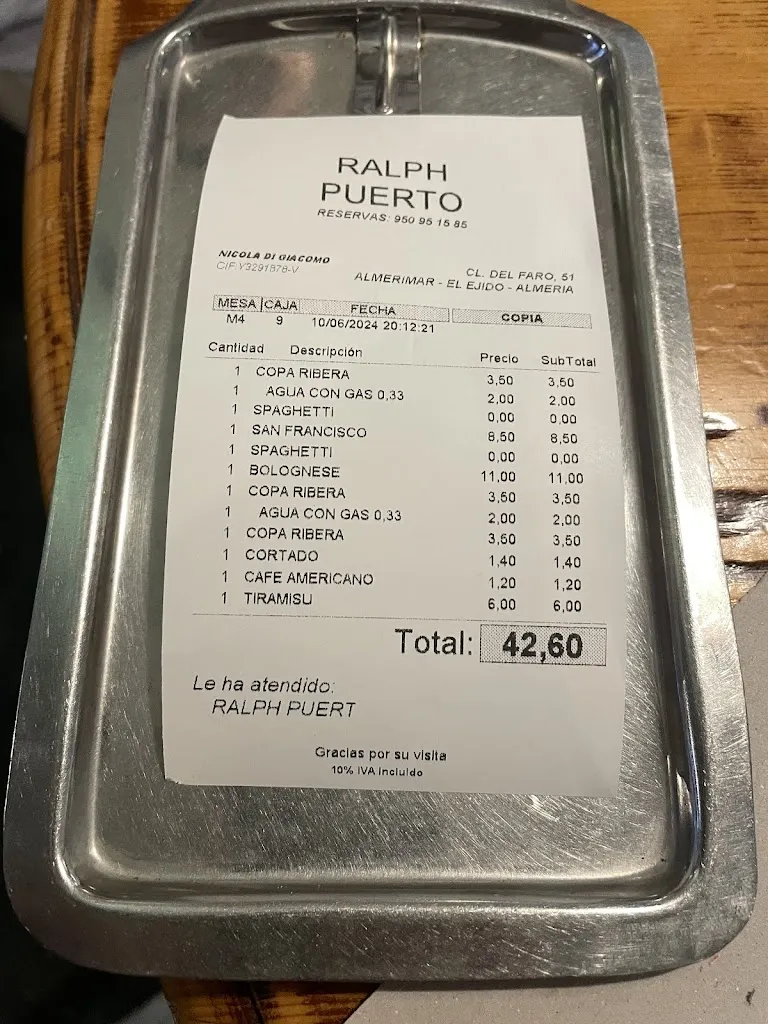 RALPH
PUERTO
RESERVAS: 950 95 15 85
NICOLA DI GIACOMO
CIF.Y3291878-V
CL. DEL FARO, 51
ALMERIMAR - EL EJIDO - ALMERIA
MESA CAJA FECHA COPIA
M4 9 10/06/2024 20:12:21
Cantidad Descripción Precio SubTotal
1 COPA RIBERA 3,50 3,50
1 AGUA CON GAS 0,33 2,00 2,00
1 SPAGHETTI 0,00 0,00
1 SAN FRANCISCO 8,50 8,50
1 SPAGHETTI 0,00 0,00
1 BOLOGNESE 11,00 11,00
1 COPA RIBERA 3,50 3,50
1 AGUA CON GAS 0,33 2,00 2,00
1 COPA RIBERA 3,50 3,50
1 CORTADO 1,40 1,40
1 CAFE AMERICANO 1,20 1,20
1 TIRAMISU 6,00 6,00
Total: 42,60
Le ha atendido:
RALPH PUERT
Gracias por su visita
10% IVA incluido